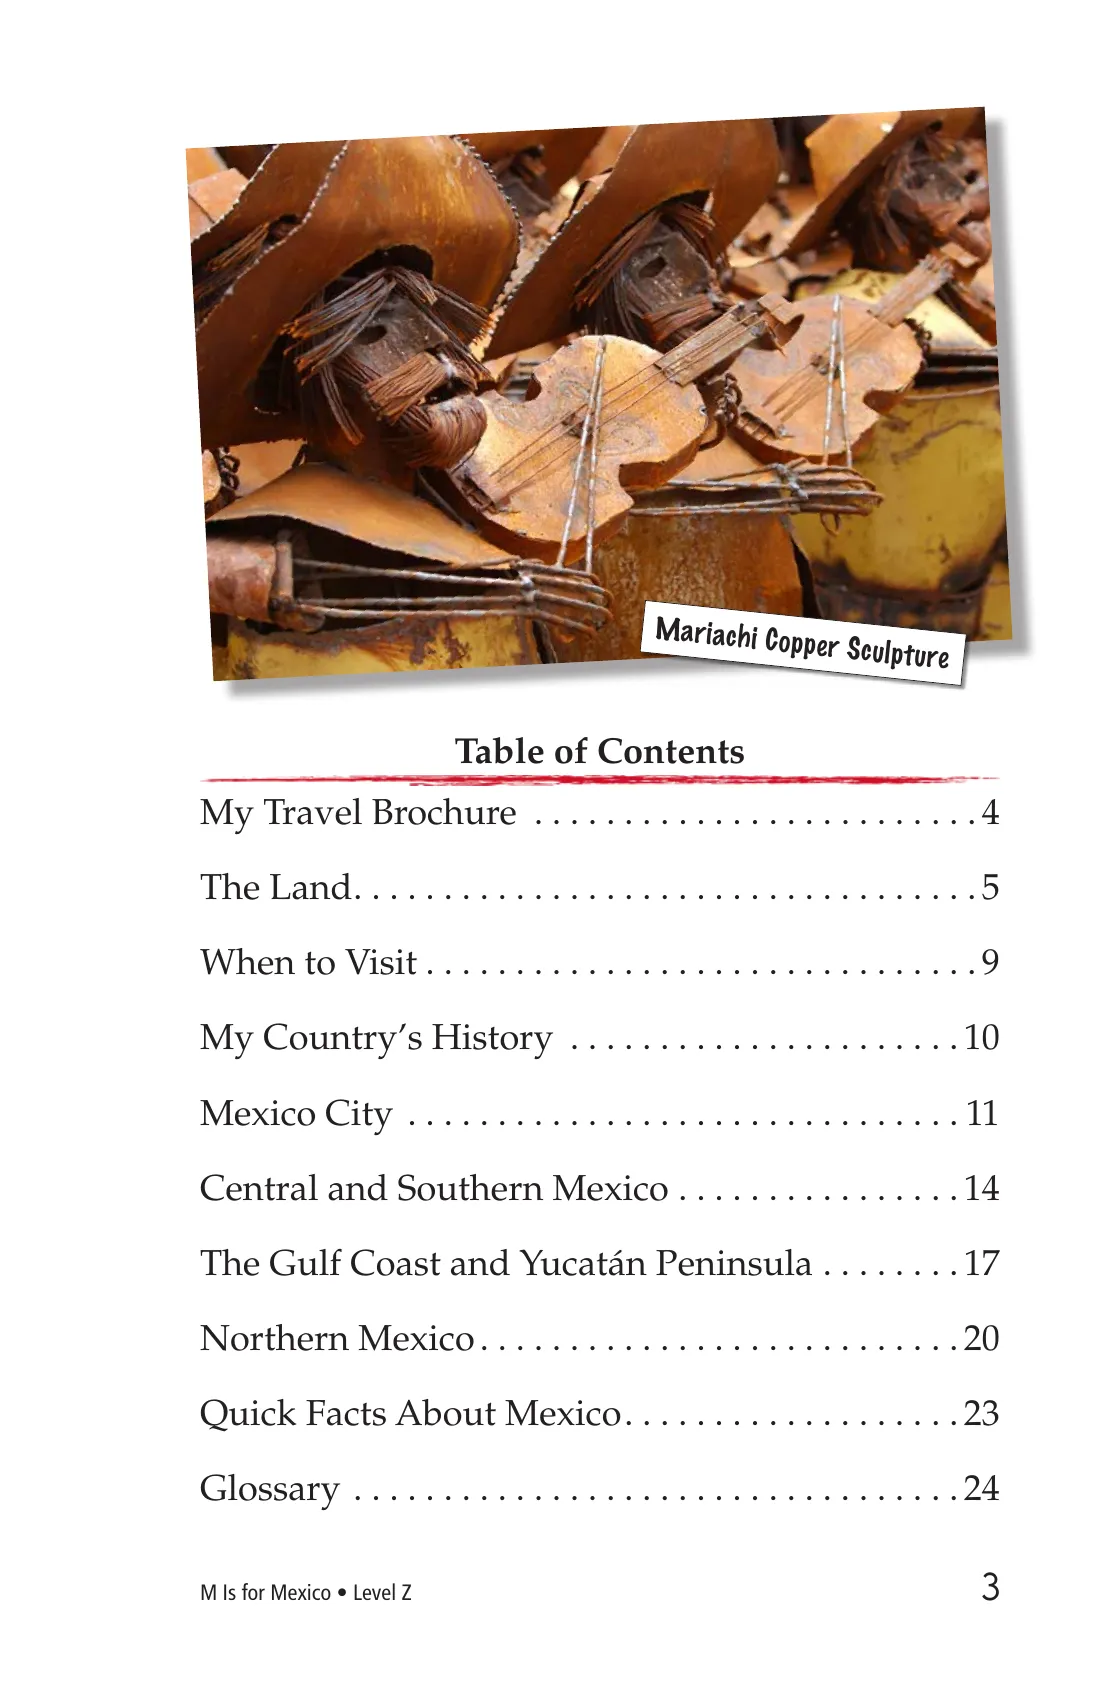 Mariachi Copper Sculpture
Table of Contents
My Travel Brochure . . . . . . . . . . . . . . . . . . . . . . . . . 4
The Land. . . . . . . . . . . . . . . . . . . . . . . . . . . . . . . . . . . 5
When to Visit . . . . . . . . . . . . . . . . . . . . . . . . . . . . . . . 9
My Country’s History . . . . . . . . . . . . . . . . . . . . . . 10
Mexico City . . . . . . . . . . . . . . . . . . . . . . . . . . . . . . . 11
Central and Southern Mexico . . . . . . . . . . . . . . . . 14
The Gulf Coast and Yucatán Peninsula . . . . . . . . 17
Northern Mexico . . . . . . . . . . . . . . . . . . . . . . . . . . . 20
Quick Facts About Mexico. . . . . . . . . . . . . . . . . . . 23
Glossary . . . . . . . . . . . . . . . . . . . . . . . . . . . . . . . . . . 24
M Is for Mexico • Level Z 3